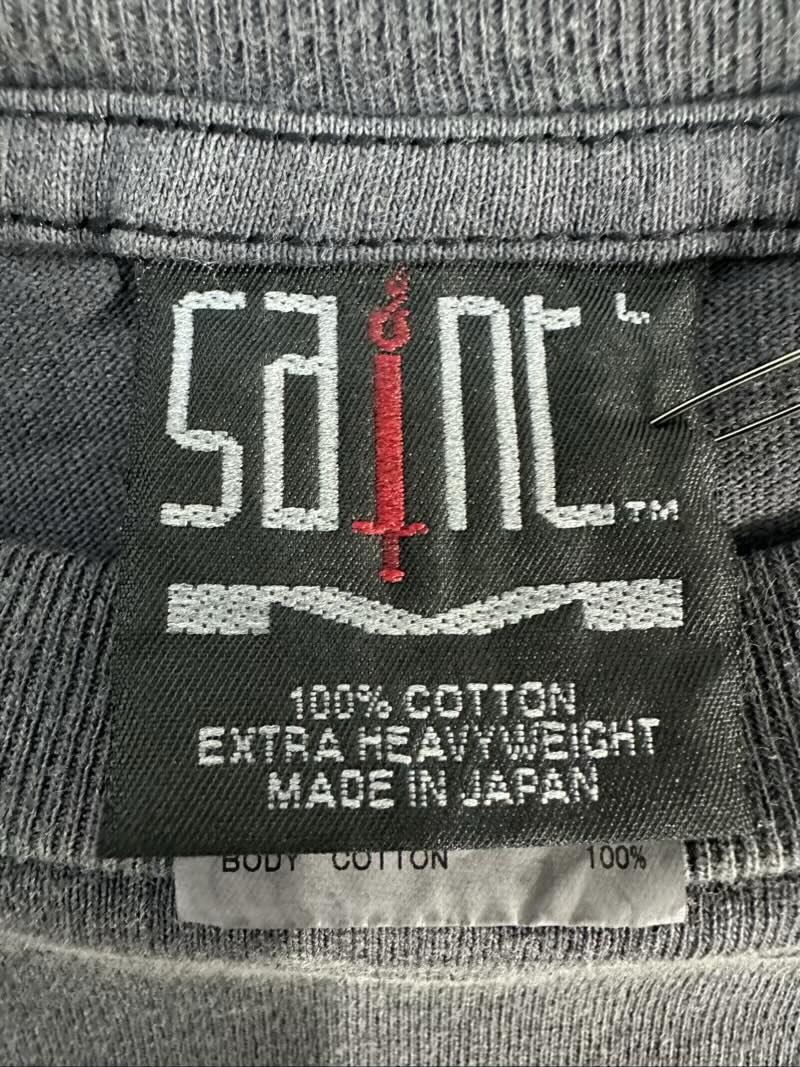 saint L
TM
100% COTTON
EXTRA HEAVYWEIGHT
MADE IN JAPAN
BODY COTTON 100%